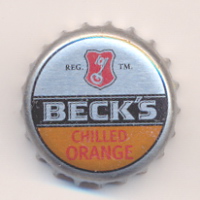 REG. TM.
BECK'S
CHILLED
ORANGE